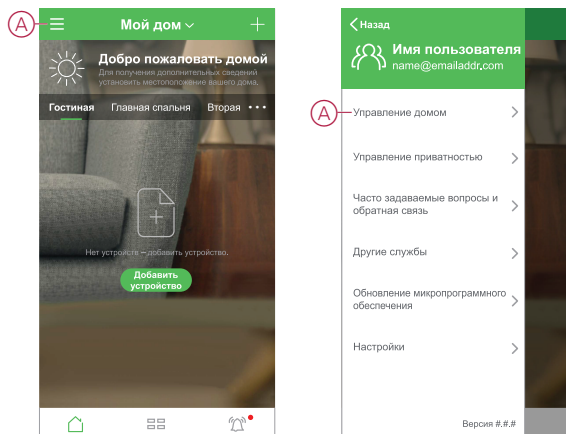 A
Мой дом
Добро пожаловать домой
Для получения дополнительных сведений
установить местоположение вашего дома.
Гостиная Главная спальня Вторая
Нет устройств – добавить устройство.
Добавить
устройство
Назад
Имя пользователя
name@emailaddr.com
A
Управление домом
Управление приватностью
Часто задаваемые вопросы и
обратная связь
Другие службы
Обновление микропрограммного
обеспечения
Настройки
Версия #.#.#